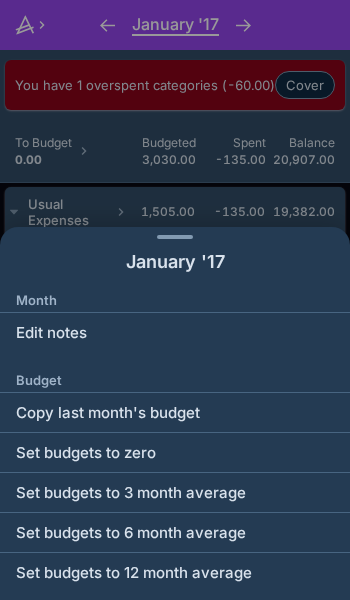 January '17
You have 1 overspent categories (-60.00) Cover
To Budget Budgeted Spent Balance
0.00 3,030.00 -135.00 20,907.00
Usual
Expenses 1,505.00 -135.00 19,382.00
January '17
Month
Edit notes
Budget
Copy last month's budget
Set budgets to zero
Set budgets to 3 month average
Set budgets to 6 month average
Set budgets to 12 month average